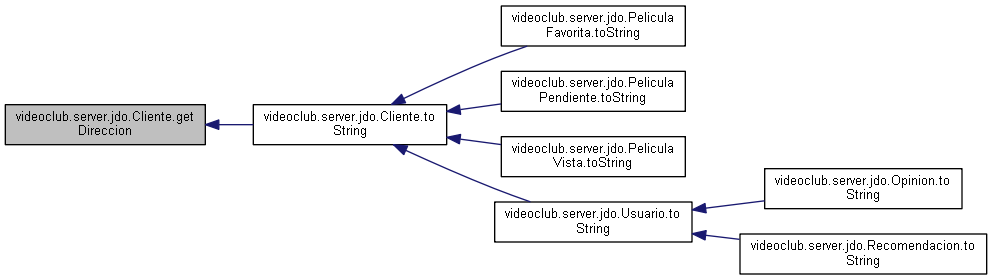 videoclub.server.jdo.Pelicula
Favorita.toString
videoclub.server.jdo.Pelicula
Pendiente.toString
videoclub.server.jdo.Cliente.get
Direccion
videoclub.server.jdo.Cliente.to
String
videoclub.server.jdo.Pelicula
Vista.toString
videoclub.server.jdo.Opinion.to
String
videoclub.server.jdo.Usuario.to
String
videoclub.server.jdo.Recomendacion.to
String